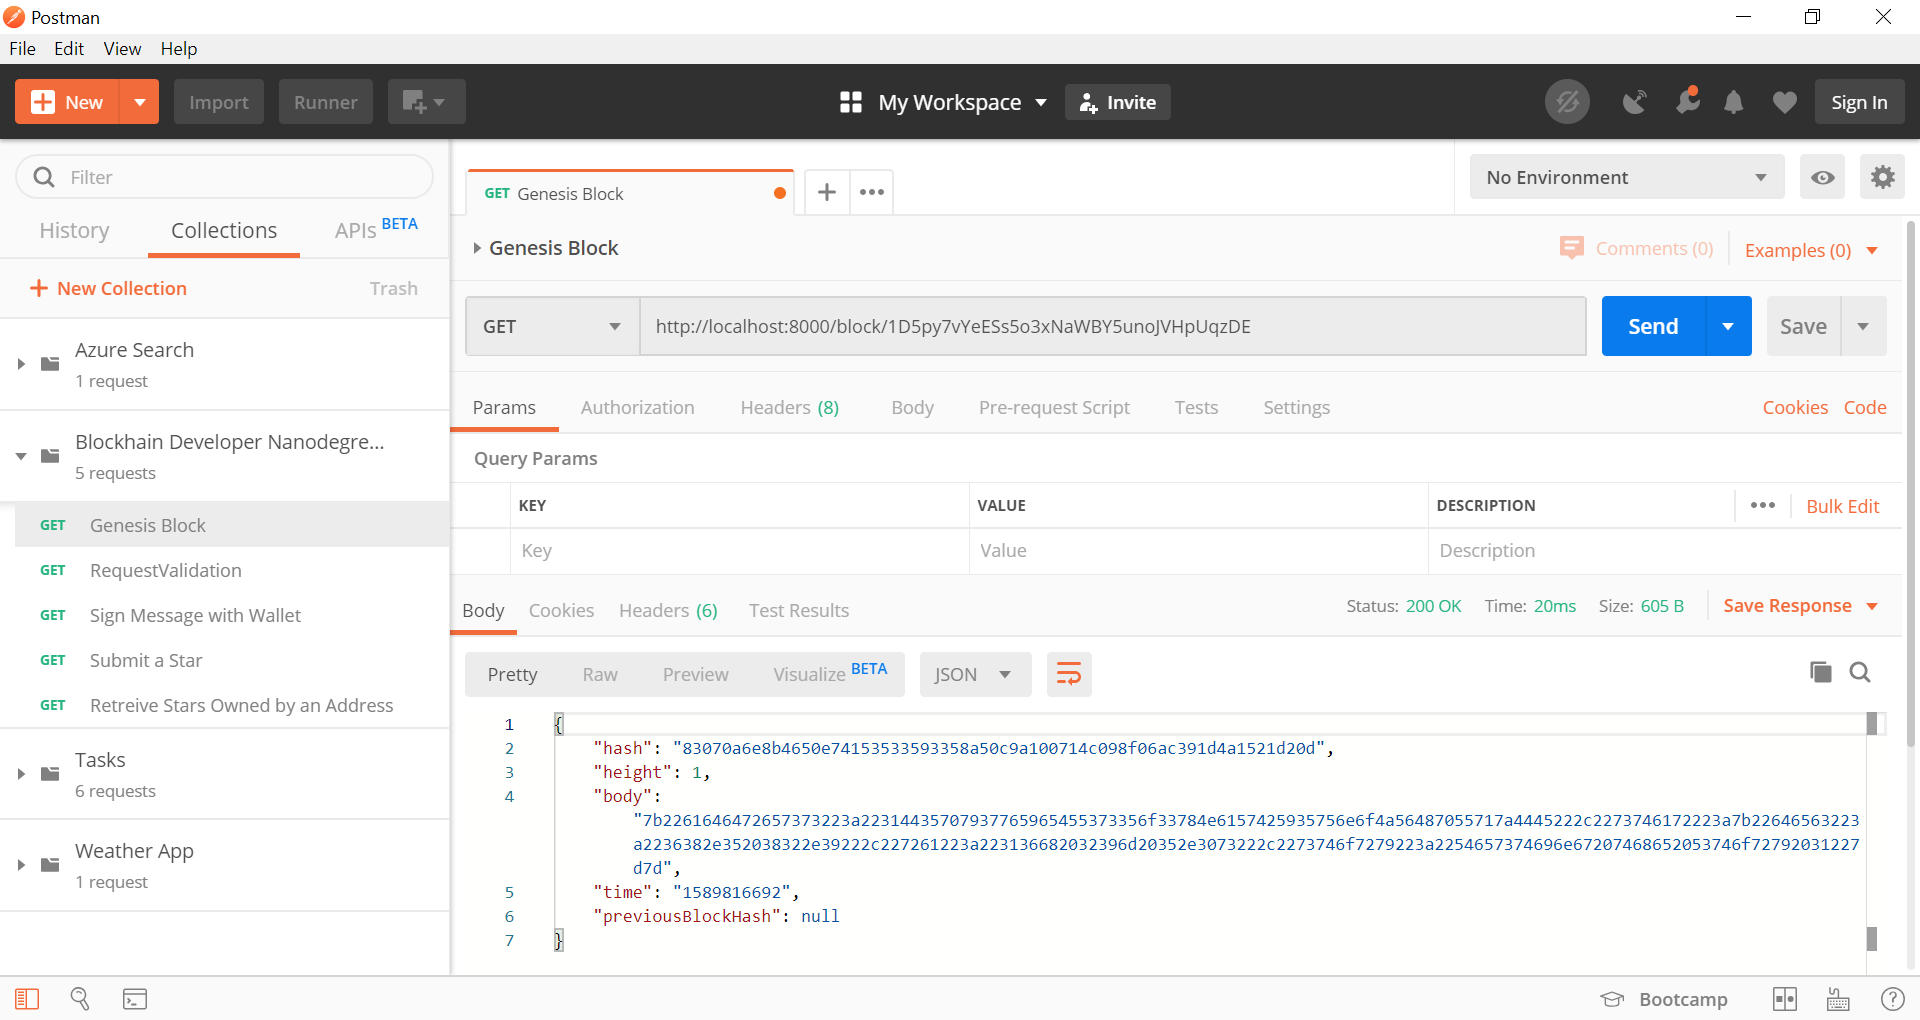 Postman
File Edit View Help
New Import Runner My Workspace Invite Sign In
Filter
History Collections APIs BETA
New Collection Trash
Azure Search
1 request
Blockhain Developer Nanodegre...
5 requests
GET Genesis Block
GET RequestValidation
GET Sign Message with Wallet
GET Submit a Star
GET Retreive Stars Owned by an Address
Tasks
6 requests
Weather App
1 request
GET Genesis Block
No Environment
Genesis Block Comments (0) Examples (0)
GET http://localhost:8000/block/1D5py7vYeESs5o3xNaWBY5unoJVHpUqzDE Send Save
Params Authorization Headers (8) Body Pre-request Script Tests Settings Cookies Code
Query Params
KEY VALUE DESCRIPTION Bulk Edit
Key Value Description
Body Cookies Headers (6) Test Results Status: 200 OK Time: 20ms Size: 605 B Save Response
Pretty Raw Preview Visualize BETA JSON
1 {
2 "hash": "83070a6e8b4650e74153533593358a50c9a100714c098f06ac391d4a1521d20d",
3 "height": 1,
4 "body":
"7b2261646472657373223a2231443570793776596545537335 6f33784e6157425935756e6f4a56487055717a4445222c2273746172223a7b22646563223
a2236382e352038322e39222c227261223a223136682032396d20352e3073222c2273746f7279223a2254657374696e672074686520 53746f72792031227
d7d",
5 "time": "1589816692",
6 "previousBlockHash": null
7 }
Bootcamp